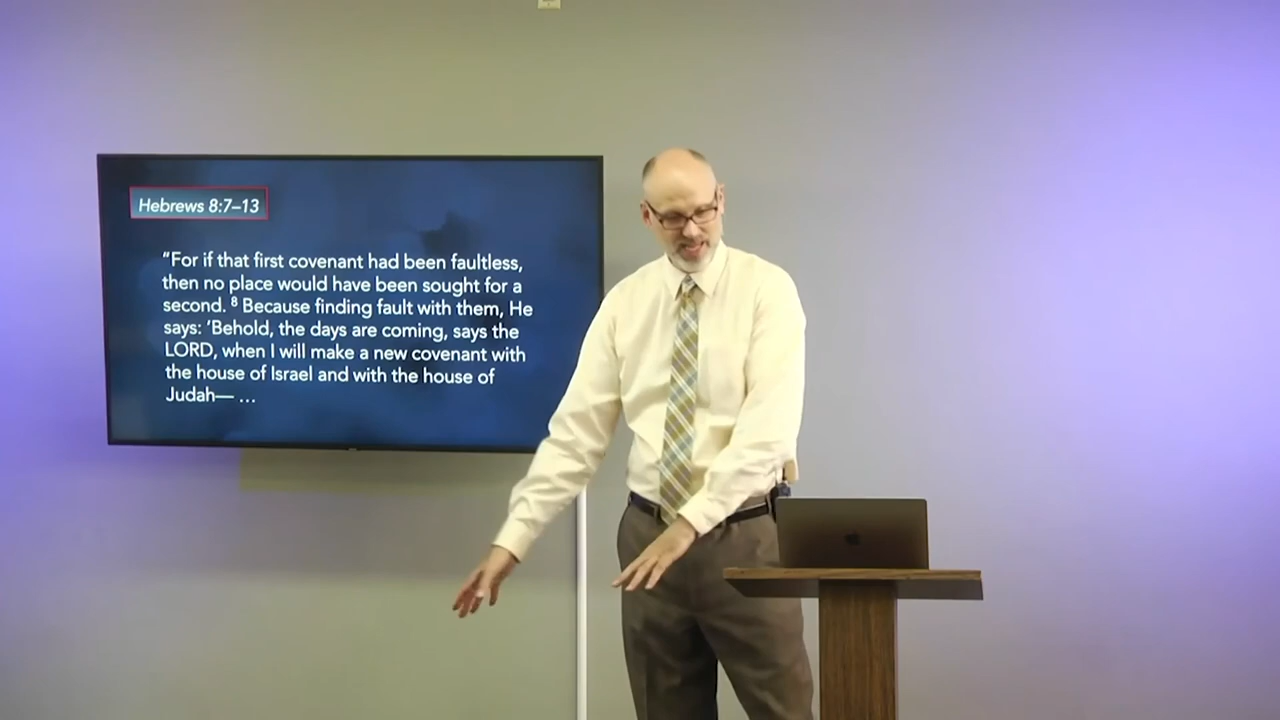 Hebrews 8:7–13
“For if that first covenant had been faultless,
then no place would have been sought for a
second. ⁸ Because finding fault with them, He
says: ‘Behold, the days are coming, says the
LORD, when I will make a new covenant with
the house of Israel and with the house of
Judah— …